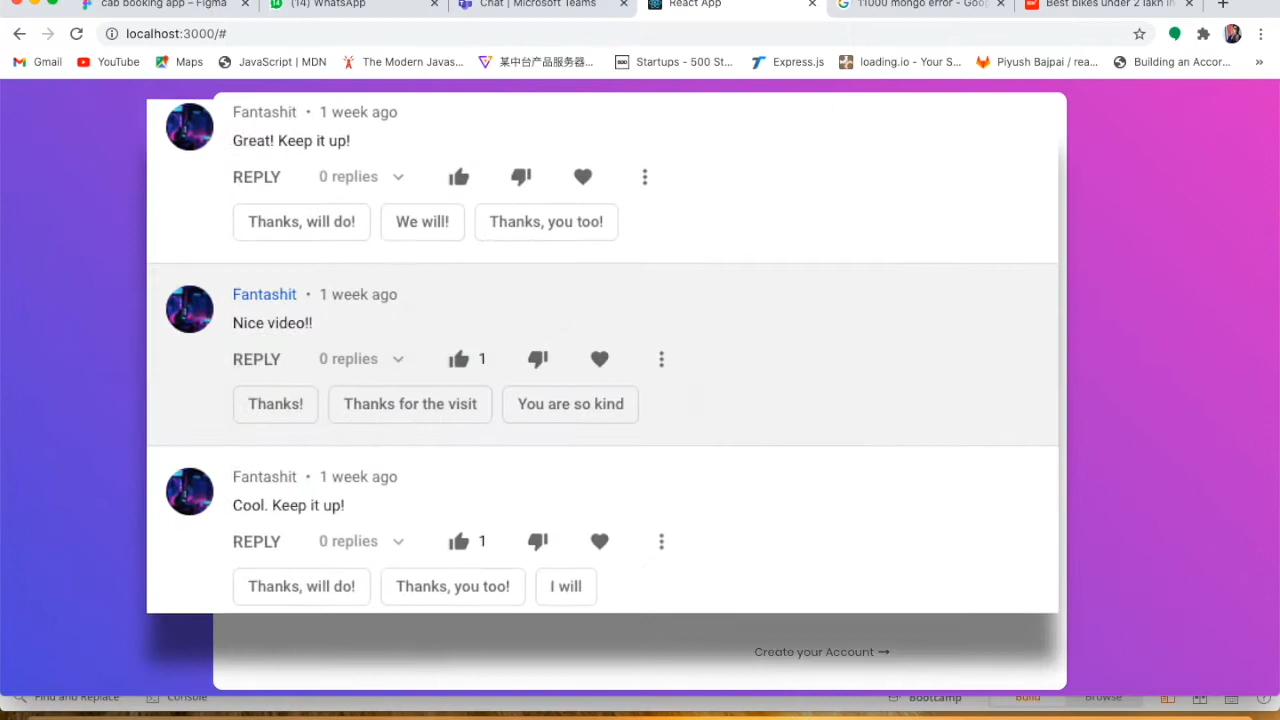 cab booking app – Figma
(14) WhatsApp
Chat | Microsoft Teams
React App
11000 mongo error - Goo
Best bikes under 2 lakh in
localhost:3000/#
Gmail
YouTube
Maps
JavaScript | MDN
The Modern Javas...
某中台产品服务器...
Startups - 500 St...
Express.js
loading.io - Your S...
Piyush Bajpai / rea...
Building an Accor...
»
Fantashit • 1 week ago
Great! Keep it up!
REPLY 0 replies
Thanks, will do! We will! Thanks, you too!
Fantashit • 1 week ago
Nice video!!
REPLY 0 replies 1
Thanks! Thanks for the visit You are so kind
Fantashit • 1 week ago
Cool. Keep it up!
REPLY 0 replies 1
Thanks, will do! Thanks, you too! I will
Create your Account →
Find and Replace Console Bootcamp Build Browse